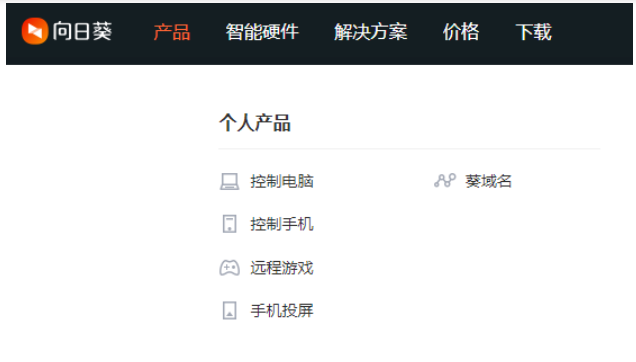 向日葵 产品 智能硬件 解决方案 价格 下载
个人产品
控制电脑 葵域名
控制手机
远程游戏
手机投屏